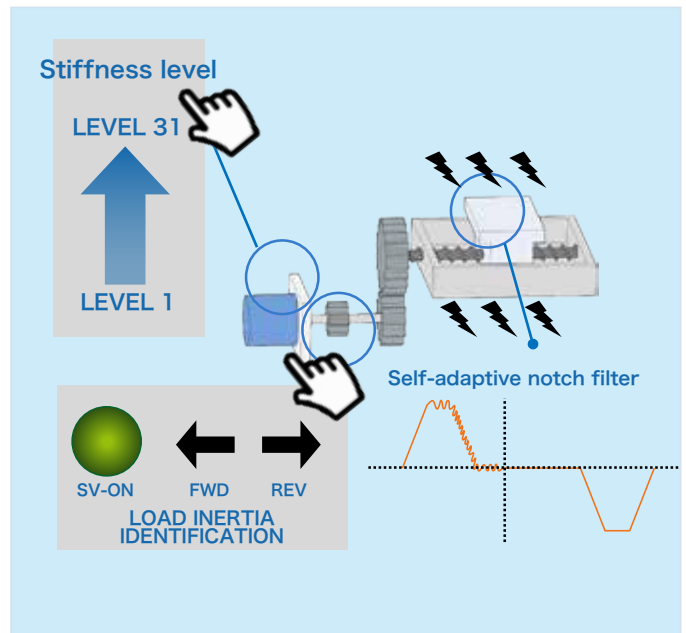 Stiffness level
LEVEL 31
LEVEL 1
Self-adaptive notch filter
SV-ON
FWD
REV
LOAD INERTIA
IDENTIFICATION